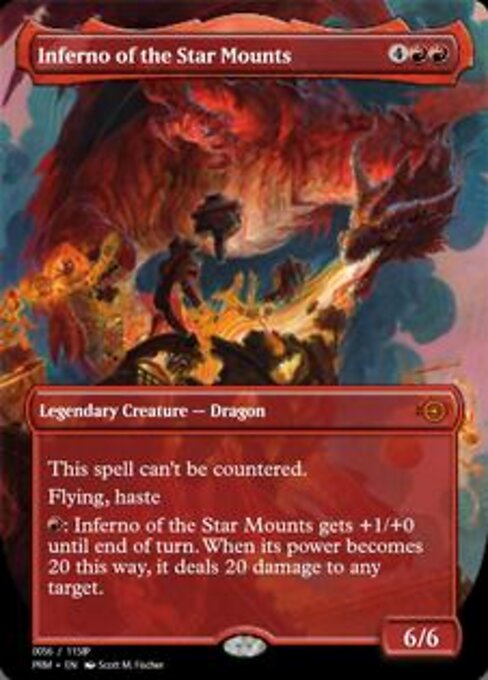 Inferno of the Star Mounts 4
Legendary Creature — Dragon
This spell can't be countered.
Flying, haste
: Inferno of the Star Mounts gets +1/+0
until end of turn. When its power becomes
20 this way, it deals 20 damage to any
target.
6/6
0056 / 1158P
PRM • EN Scott M. Fischer